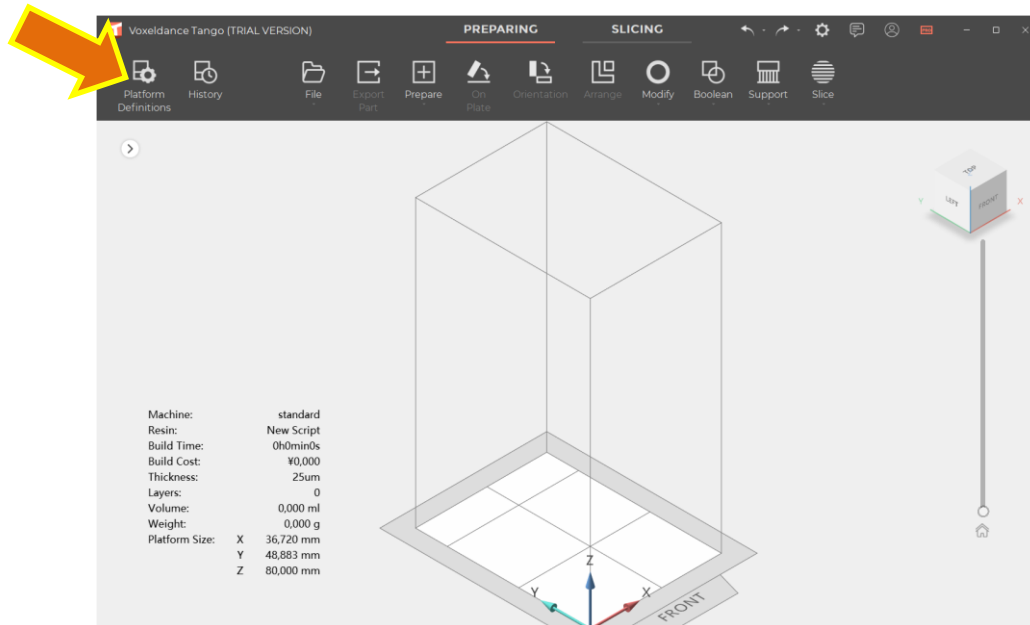 Voxeldance Tango (TRIAL VERSION)
PREPARING
SLICING
Platform
Definitions
History
File
Export
Part
Prepare
On
Plate
Orientation
Arrange
Modify
Boolean
Support
Slice
TOP
LEFT
FRONT
Y
X
Machine: standard
Resin: New Script
Build Time: 0h0min0s
Build Cost: ¥0,000
Thickness: 25um
Layers: 0
Volume: 0,000 ml
Weight: 0,000 g
Platform Size: X 36,720 mm
Y 48,883 mm
Z 80,000 mm
Z
Y
X
FRONT